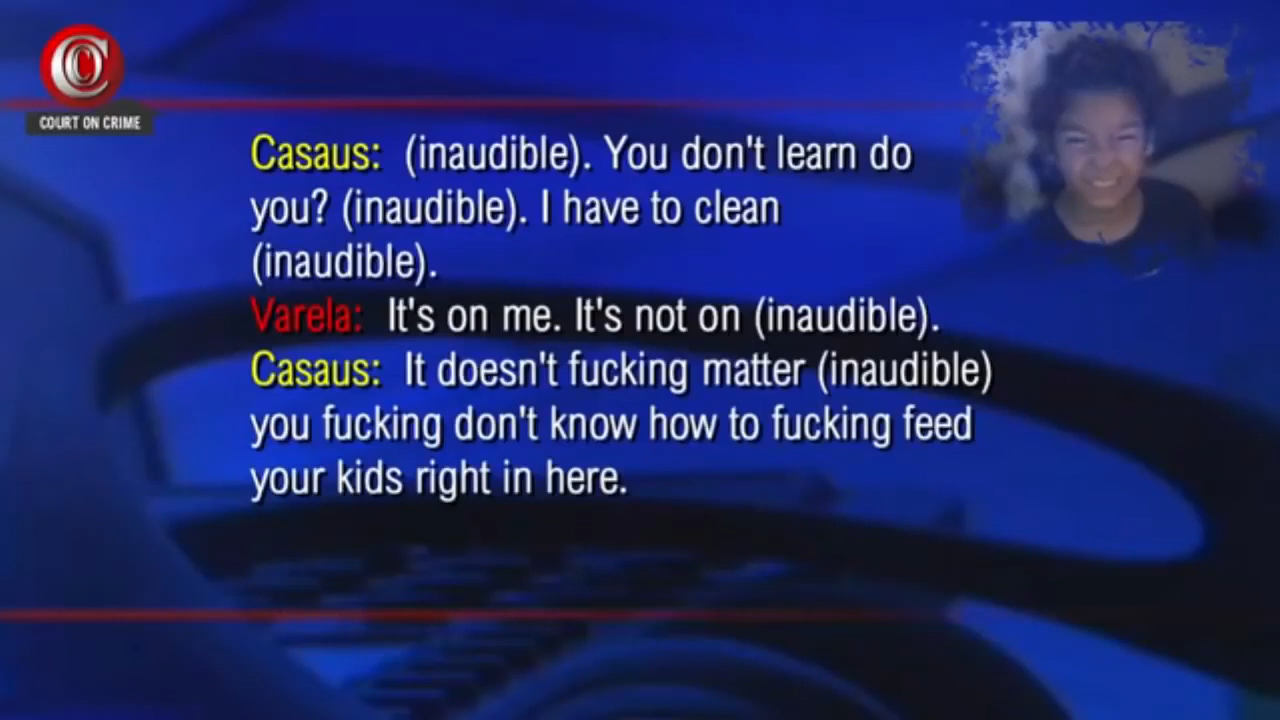 COURT ON CRIME
Casaus: (inaudible). You don't learn do
you? (inaudible). I have to clean
(inaudible).
Varela: It's on me. It's not on (inaudible).
Casaus: It doesn't fucking matter (inaudible)
you fucking don't know how to fucking feed
your kids right in here.